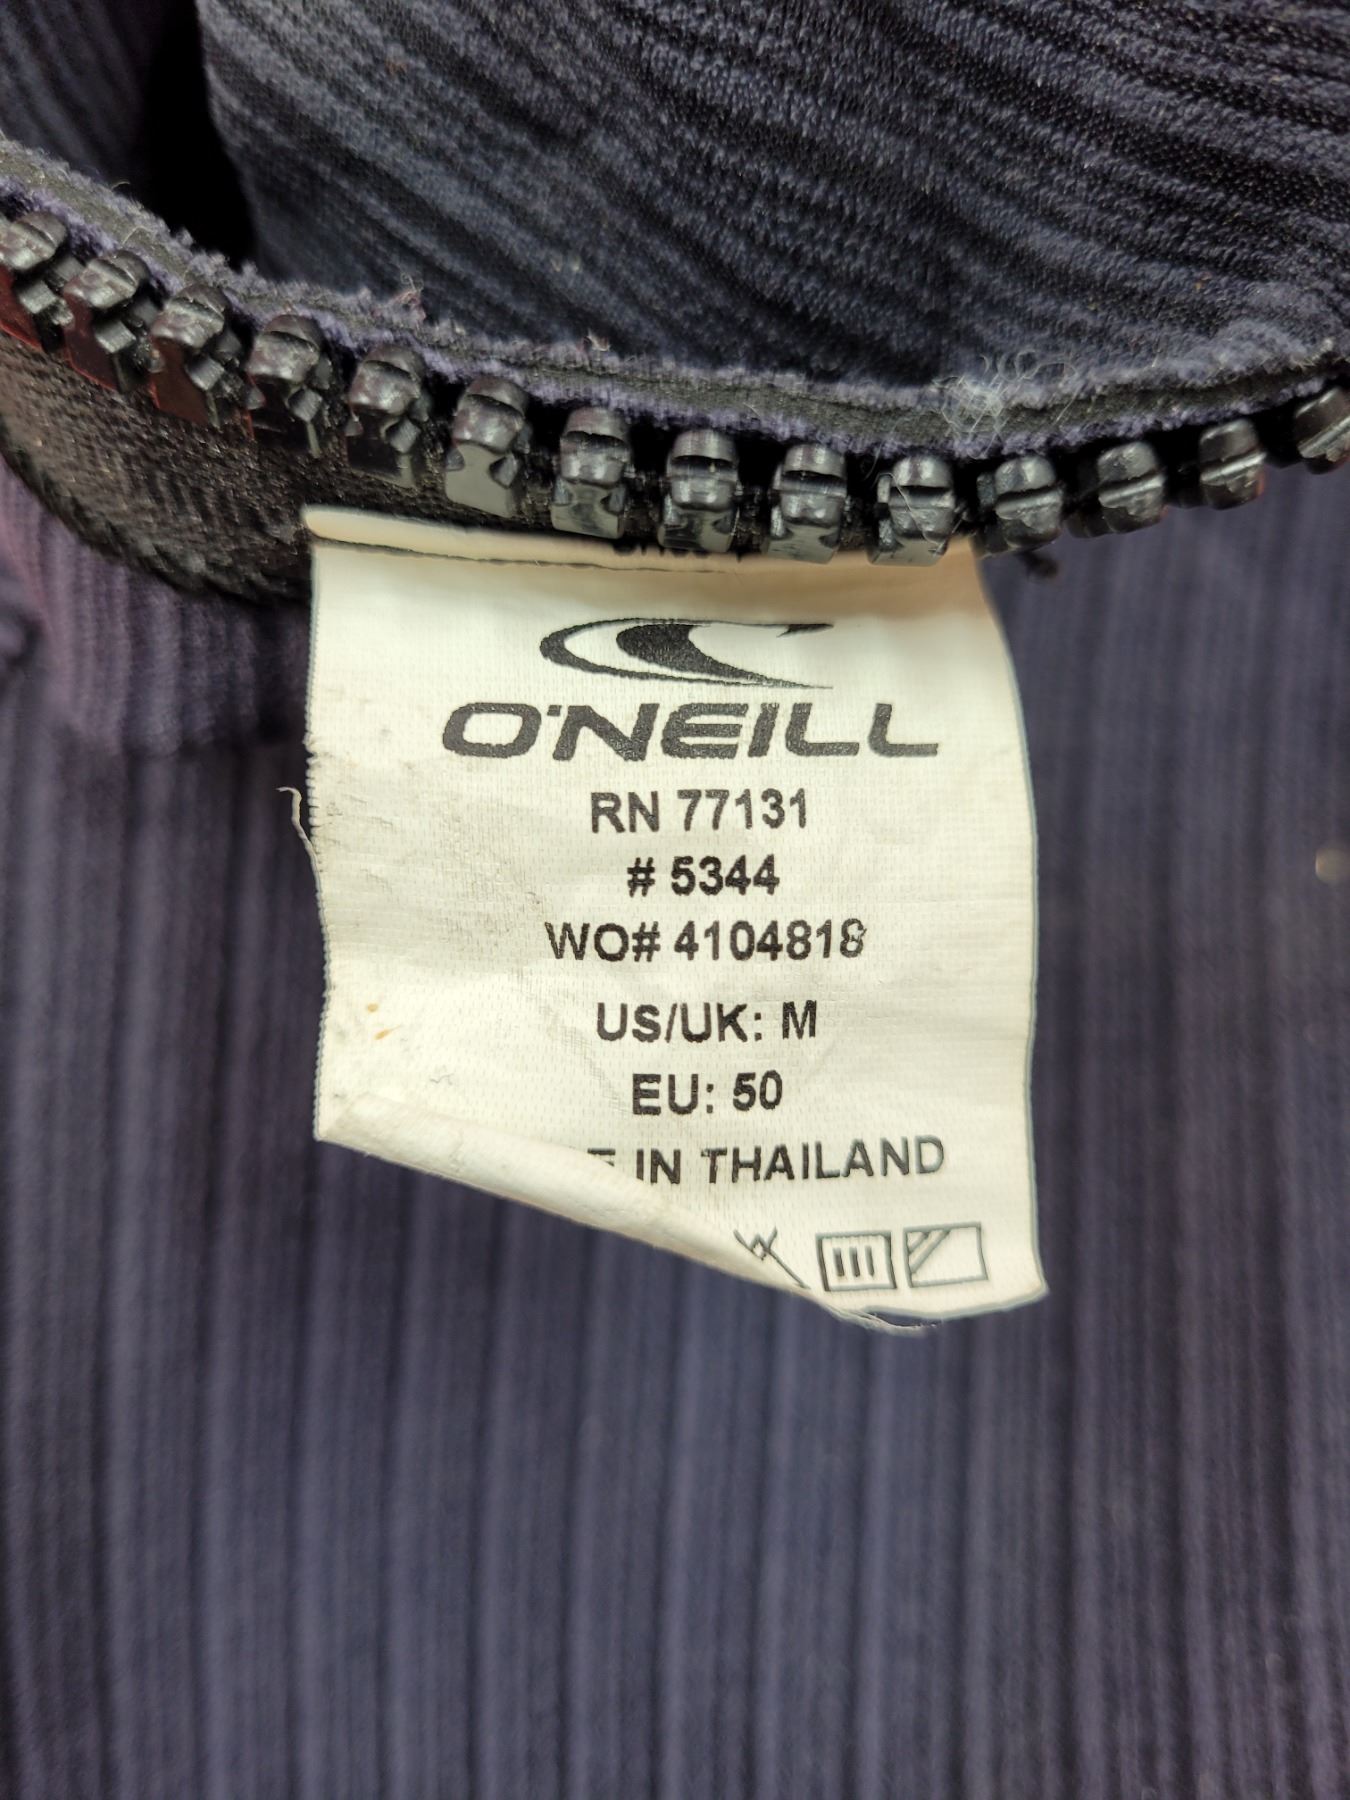 O'NEILL
RN 77131
# 5344
WO# 4104818
US/UK: M
EU: 50
IN THAILAND